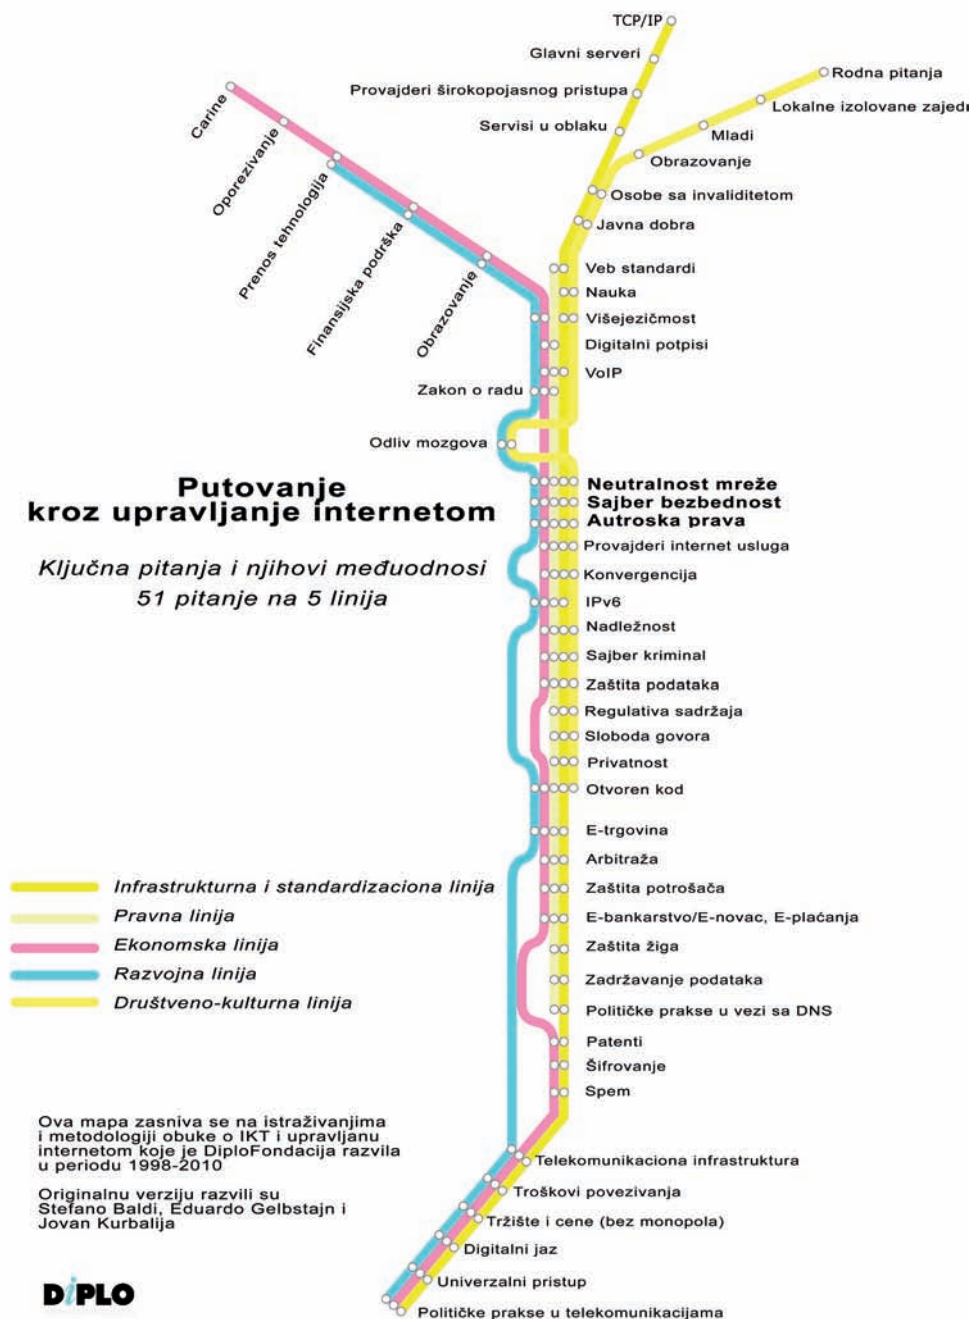 TCP/IP
Glavni serveri
Provajderi širokopojasnog pristupa
Servisi u oblaku
Rodna pitanja
Lokalne izolovane zajedn
Mladi
Obrazovanje
Osobe sa invaliditetom
Javna dobra
Carine
Oporezivanje
Prenos tehnologija
Finansijska podrška
Obrazovanje
Veb standardi
Nauka
Višejezičmost
Digitalni potpisi
VoIP
Zakon o radu
Odliv mozgova
Putovanje
kroz upravljanje internetom
Ključna pitanja i njihovi međuodnosi
51 pitanje na 5 linija
Neutralnost mreže
Sajber bezbednost
Autroska prava
Provajderi internet usluga
Konvergencija
IPv6
Nadležnost
Sajber kriminal
Zaštita podataka
Regulativa sadržaja
Sloboda govora
Privatnost
Otvoren kod
E-trgovina
Arbitraža
Zaštita potrošača
E-bankarstvo/E-novac, E-plaćanja
Zaštita žiga
Zadržavanje podataka
Političke prakse u vezi sa DNS
Patenti
Šifrovanje
Spem
Infrastrukturna i standardizaciona linija
Pravna linija
Ekonomska linija
Razvojna linija
Društveno-kulturna linija
Telekomunikaciona infrastruktura
Troškovi povezivanja
Tržište i cene (bez monopola)
Digitalni jaz
Univerzalni pristup
Političke prakse u telekomunikacijama
Ova mapa zasniva se na istraživanjima
i metodologiji obuke o IKT i upravljanu
internetom koje je DiploFondacija razvila
u periodu 1998-2010
Originalnu verziju razvili su
Stefano Baldi, Eduardo Gelbstajn i
Jovan Kurbalija
DiPLO